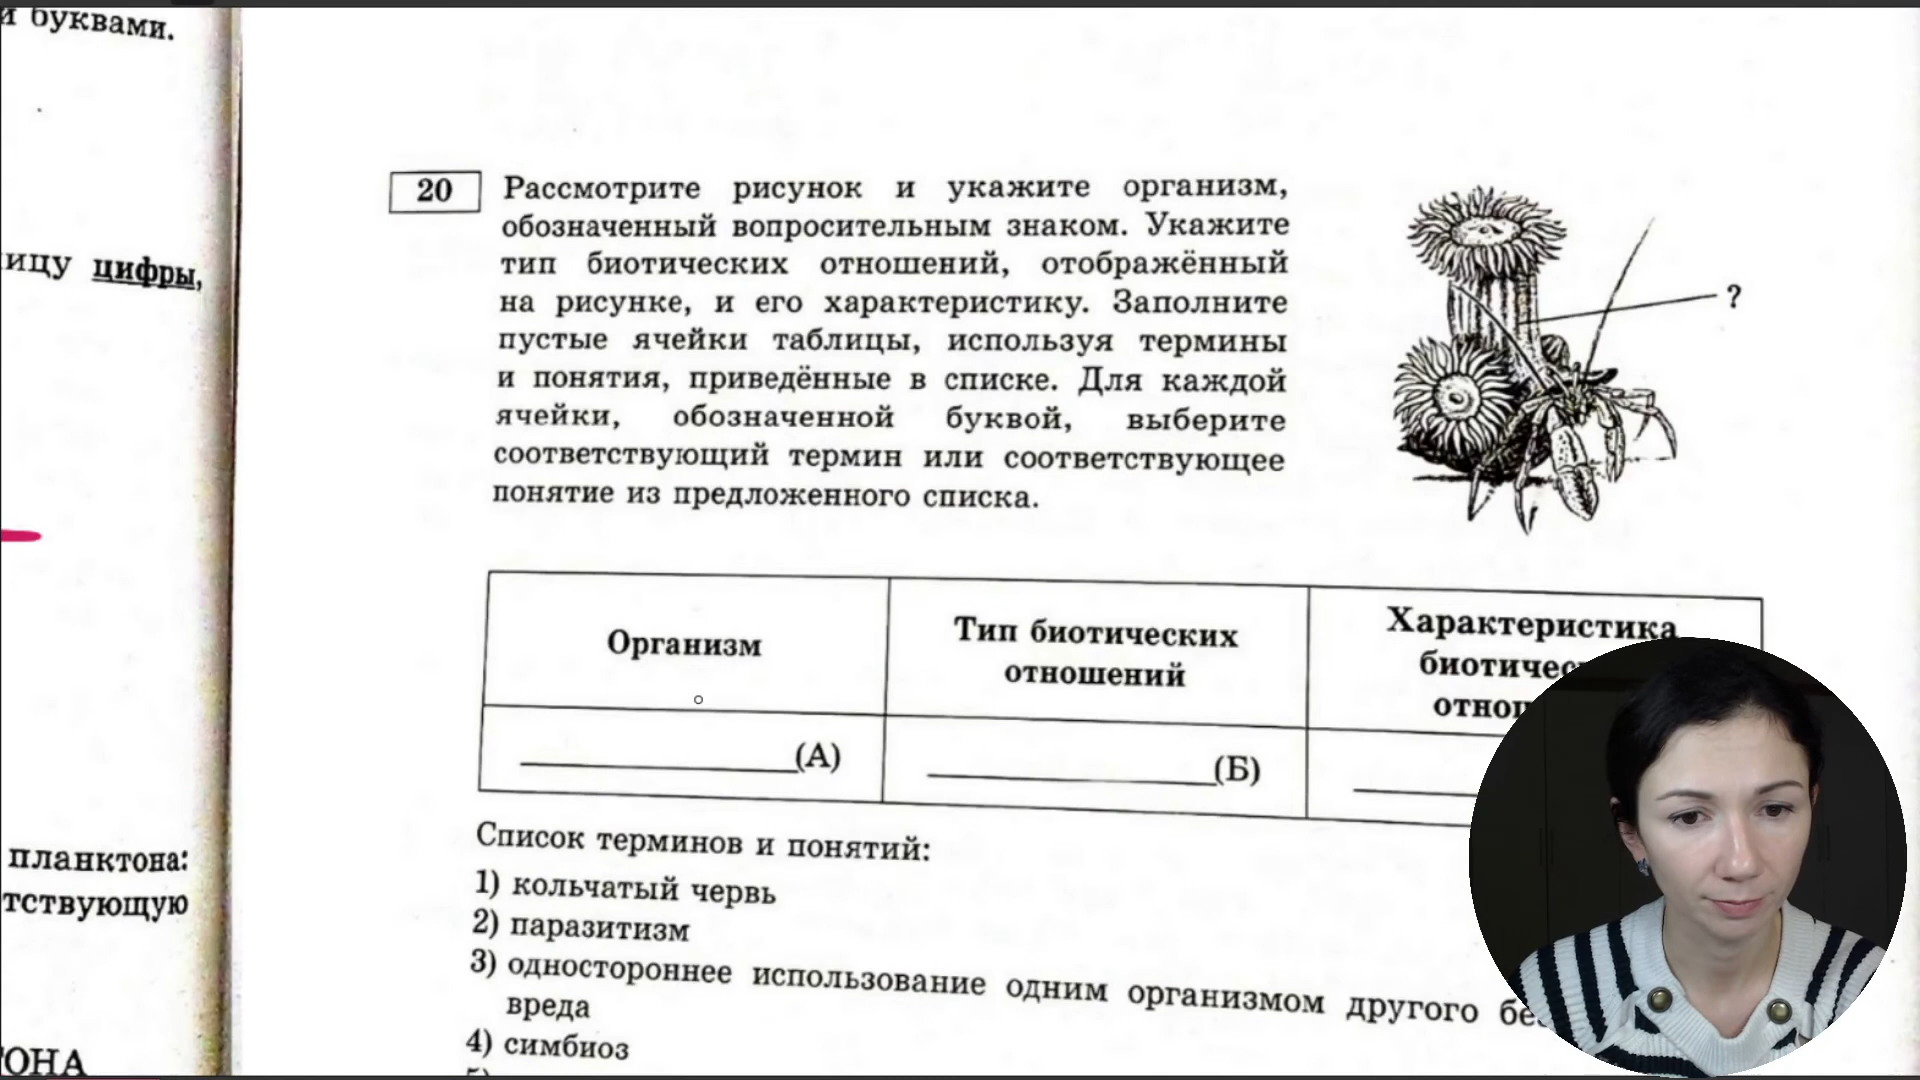 и буквами.
ицу цифры,
планктона:
тствующую
ТОНА
20
Рассмотрите рисунок и укажите организм,
обозначенный вопросительным знаком. Укажите
тип биотических отношений, отображённый
на рисунке, и его характеристику. Заполните
пустые ячейки таблицы, используя термины
и понятия, приведённые в списке. Для каждой
ячейки, обозначенной буквой, выберите
соответствующий термин или соответствующее
понятие из предложенного списка.
?
Организм
Тип биотических
отношений
Характеристика
биотичес
отнош
(А)
(Б)
Список терминов и понятий:
1) кольчатый червь
2) паразитизм
3) одностороннее использование одним организмом другого бе
вреда
4) симбиоз